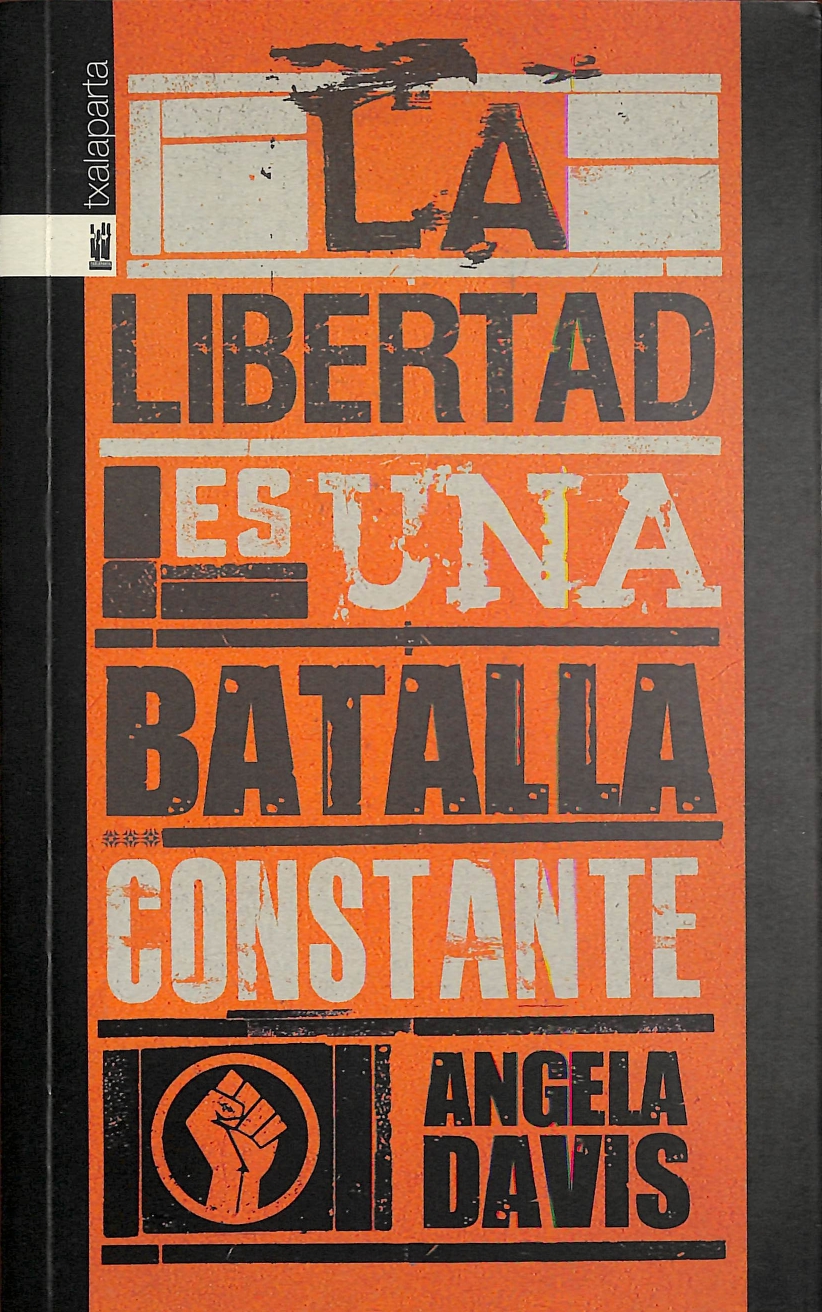 txalaparta
LA
LIBERTAD
ES UNA
BATALLA
CONSTANTE
ANGELA
DAVIS